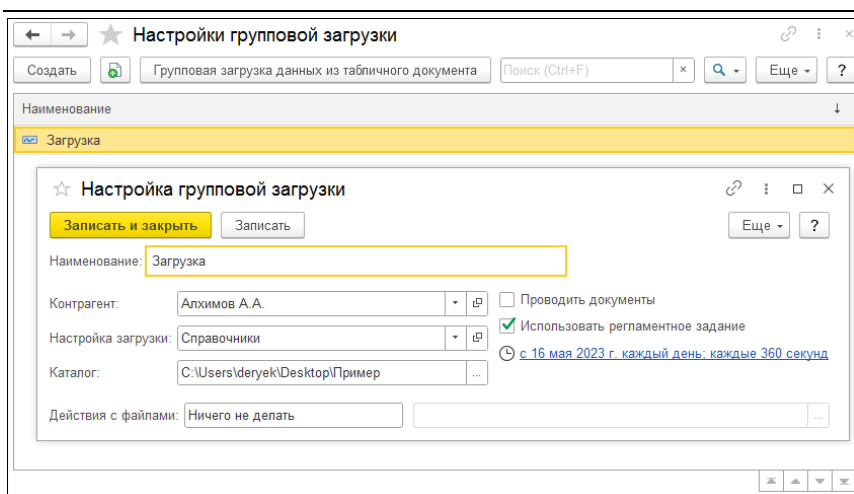 Настройки групповой загрузки
Создать Групповая загрузка данных из табличного документа Поиск (Ctrl+F) × Еще ?
Наименование ↓
Загрузка
Настройка групповой загрузки
Записать и закрыть Записать Еще ?
Наименование: Загрузка
Контрагент: Алхимов А.А. Проводить документы
Настройка загрузки: Справочники Использовать регламентное задание
с 16 мая 2023 г. каждый день; каждые 360 секунд
Каталог: C:\Users\deryek\Desktop\Пример ...
Действия с файлами: Ничего не делать ...